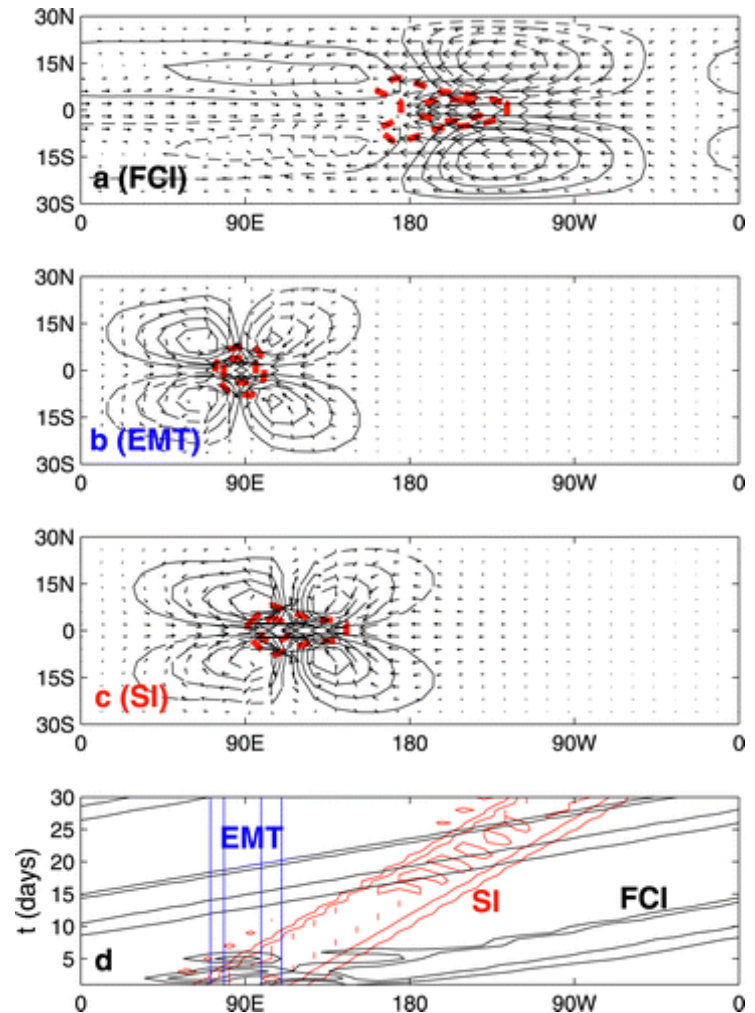 30N
15N
0
15S
30S
a (FCI)
0 90E 180 90W 0
30N
15N
0
15S
30S
b (EMT)
0 90E 180 90W 0
30N
15N
0
15S
30S
c (SI)
0 90E 180 90W 0
t (days)
30
25
20
15
10
5
EMT
SI
FCI
d
0 90E 180 90W 0